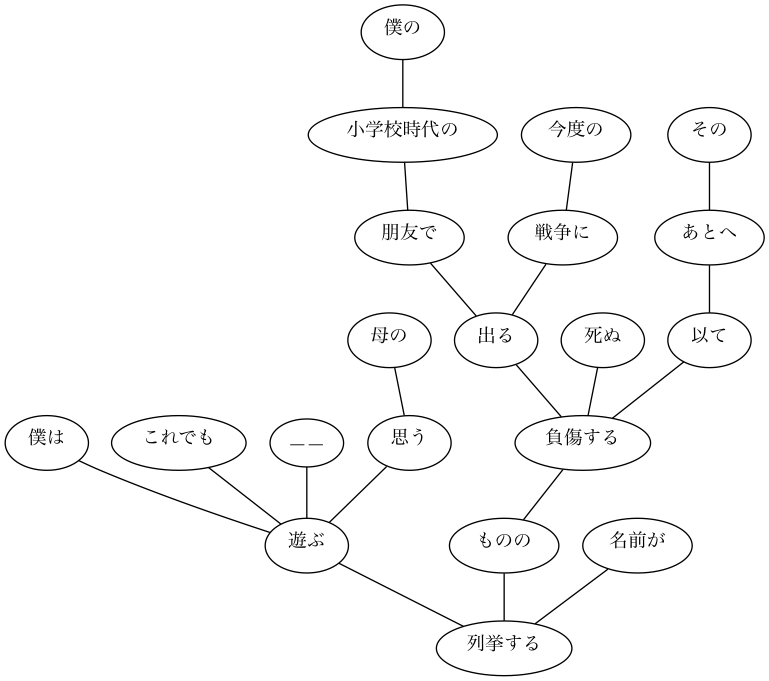 僕の
小学校時代の
今度の
その
朋友で
戦争に
あとへ
母の
出る
死ぬ
以て
僕は
これでも
――
思う
負傷する
遊ぶ
ものの
名前が
列挙する